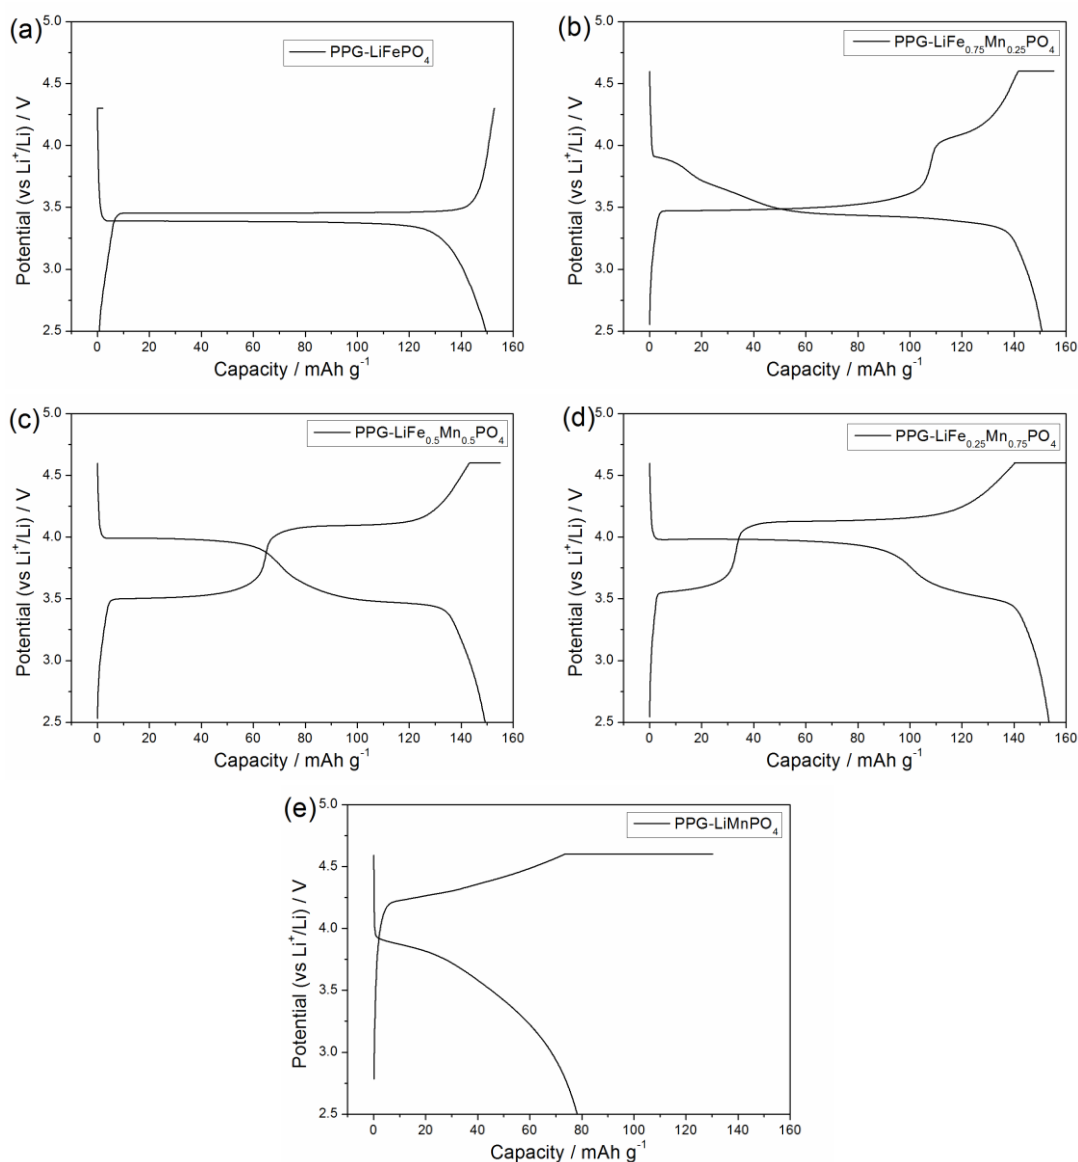 (a)
PPG-LiFePO4
5.0
4.5
4.0
3.5
3.0
2.5
Potential (vs Li+/Li) / V
0 20 40 60 80 100 120 140 160
Capacity / mAh g-1
(b)
PPG-LiFe0.75Mn0.25PO4
5.0
4.5
4.0
3.5
3.0
2.5
Potential (vs Li+/Li) / V
0 20 40 60 80 100 120 140 160
Capacity / mAh g-1
(c)
PPG-LiFe0.5Mn0.5PO4
5.0
4.5
4.0
3.5
3.0
2.5
Potential (vs Li+/Li) / V
0 20 40 60 80 100 120 140 160
Capacity / mAh g-1
(d)
PPG-LiFe0.25Mn0.75PO4
5.0
4.5
4.0
3.5
3.0
2.5
Potential (vs Li+/Li) / V
0 20 40 60 80 100 120 140 160
Capacity / mAh g-1
(e)
PPG-LiMnPO4
5.0
4.5
4.0
3.5
3.0
2.5
Potential (vs Li+/Li) / V
0 20 40 60 80 100 120 140 160
Capacity / mAh g-1